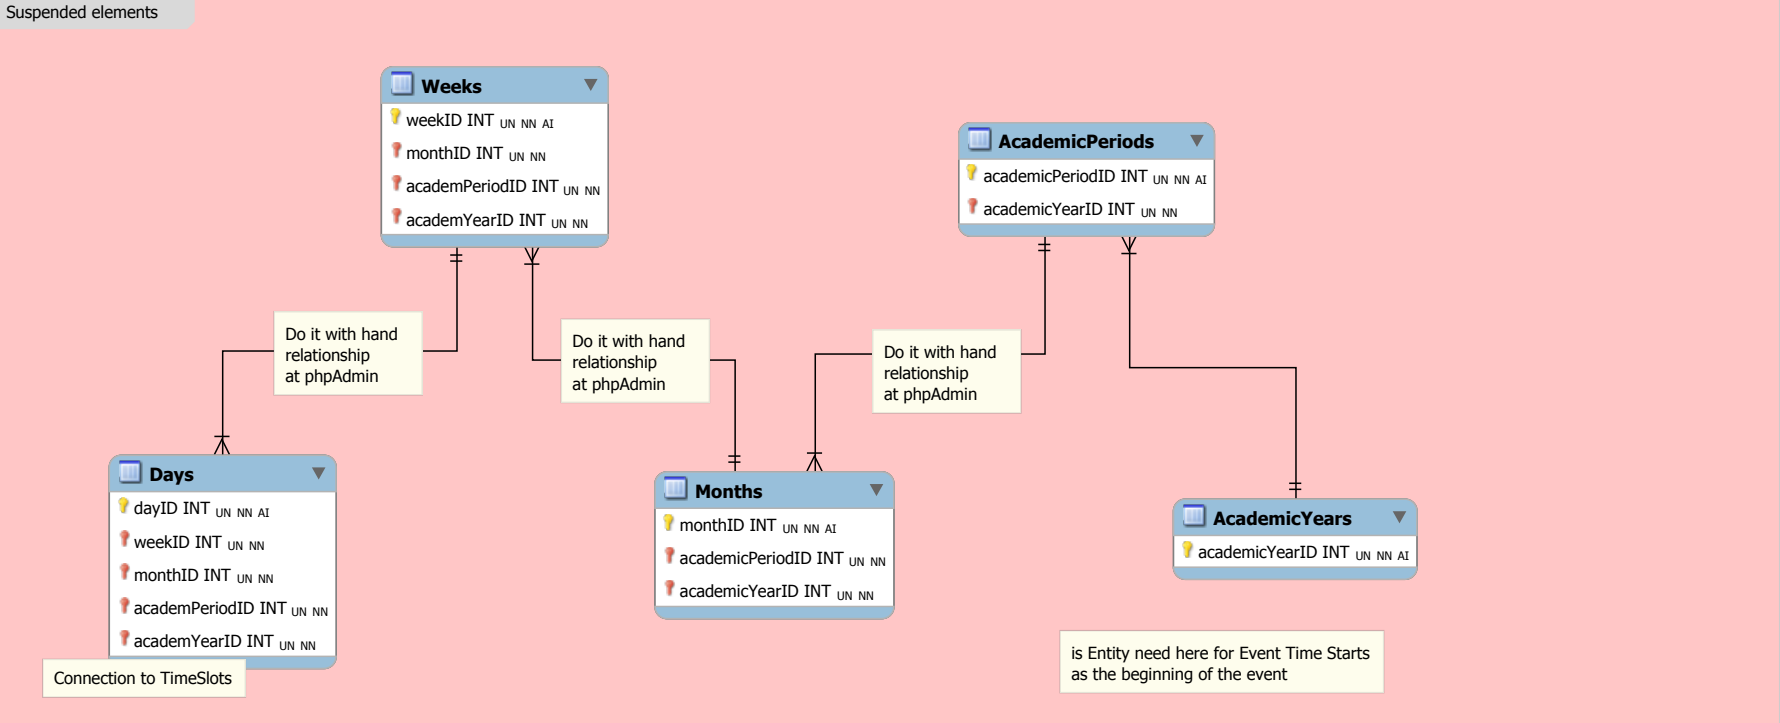 Suspended elements
Weeks
weekID INT UN NN AI
monthID INT UN NN
academPeriodID INT UN NN
academYearID INT UN NN
AcademicPeriods
academicPeriodID INT UN NN AI
academicYearID INT UN NN
Do it with hand
relationship
at phpAdmin
Do it with hand
relationship
at phpAdmin
Do it with hand
relationship
at phpAdmin
Days
dayID INT UN NN AI
weekID INT UN NN
monthID INT UN NN
academPeriodID INT UN NN
academYearID INT UN NN
Connection to TimeSlots
Months
monthID INT UN NN AI
academicPeriodID INT UN NN
academicYearID INT UN NN
AcademicYears
academicYearID INT UN NN AI
is Entity need here for Event Time Starts
as the beginning of the event